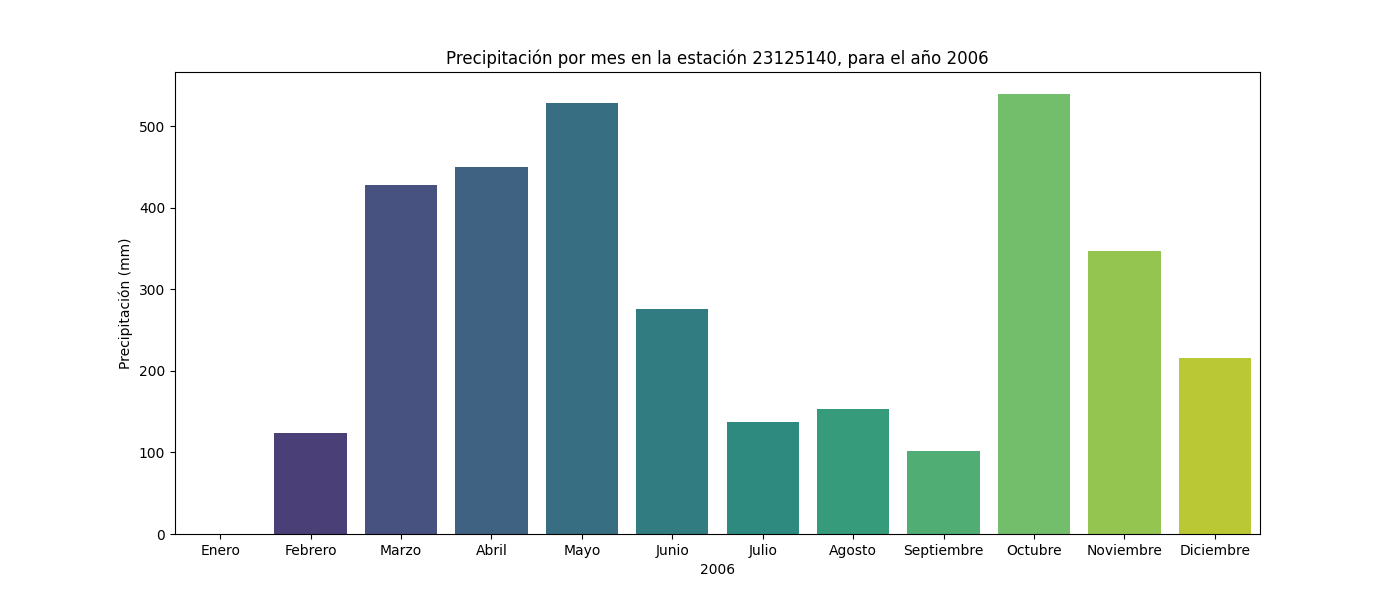 Precipitación por mes en la estación 23125140, para el año 2006
Precipitación (mm)
500
400
300
200
100
0
Enero Febrero Marzo Abril Mayo Junio Julio Agosto Septiembre Octubre Noviembre Diciembre
2006